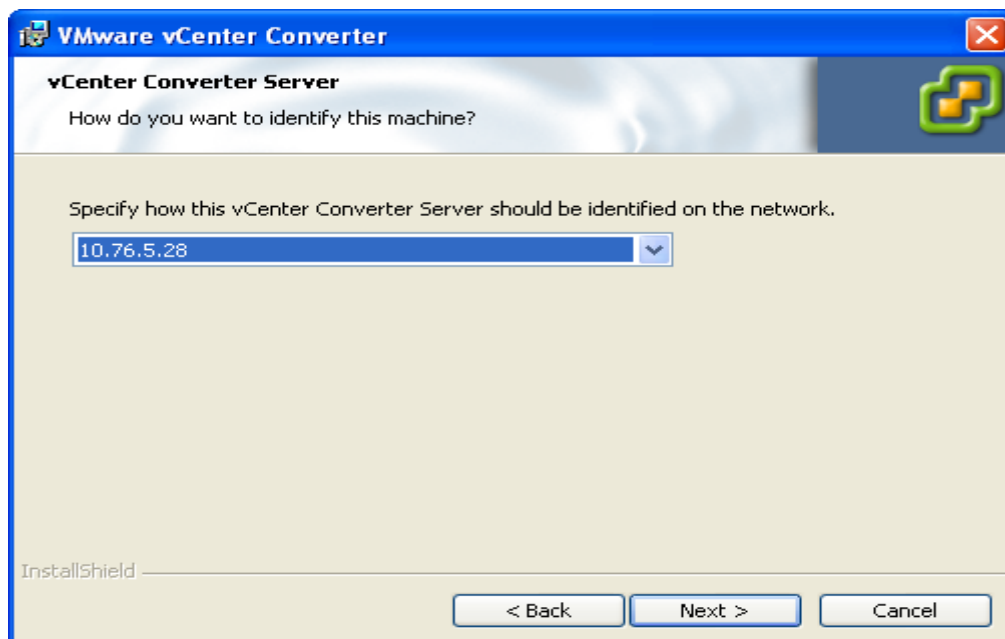 VMware vCenter Converter
vCenter Converter Server
How do you want to identify this machine?
Specify how this vCenter Converter Server should be identified on the network.
10.76.5.28
InstallShield
< Back
Next >
Cancel